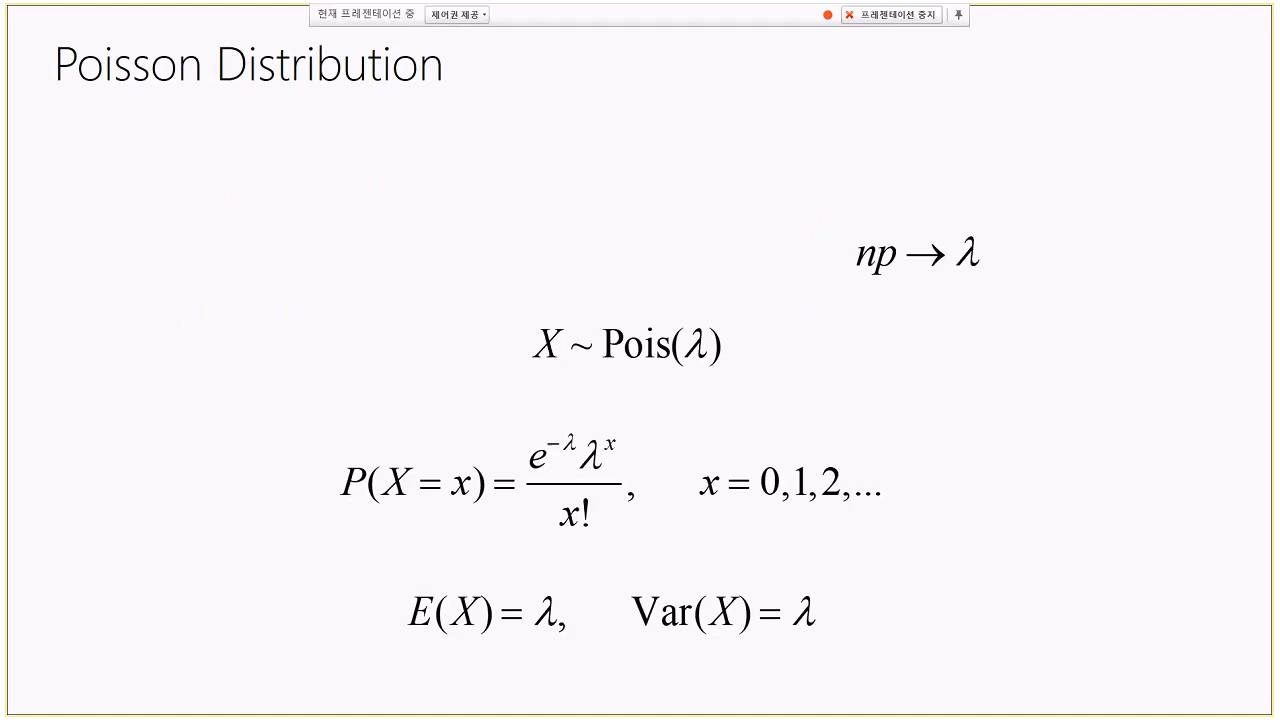 현재 프레젠테이션 중 제어권 제공 프레젠테이션 중지
Poisson Distribution
np → λ
X ~ Pois(λ)
P(X = x) = e^{−λ}λ^x / x!, x = 0,1,2,...
E(X) = λ, Var(X) = λ